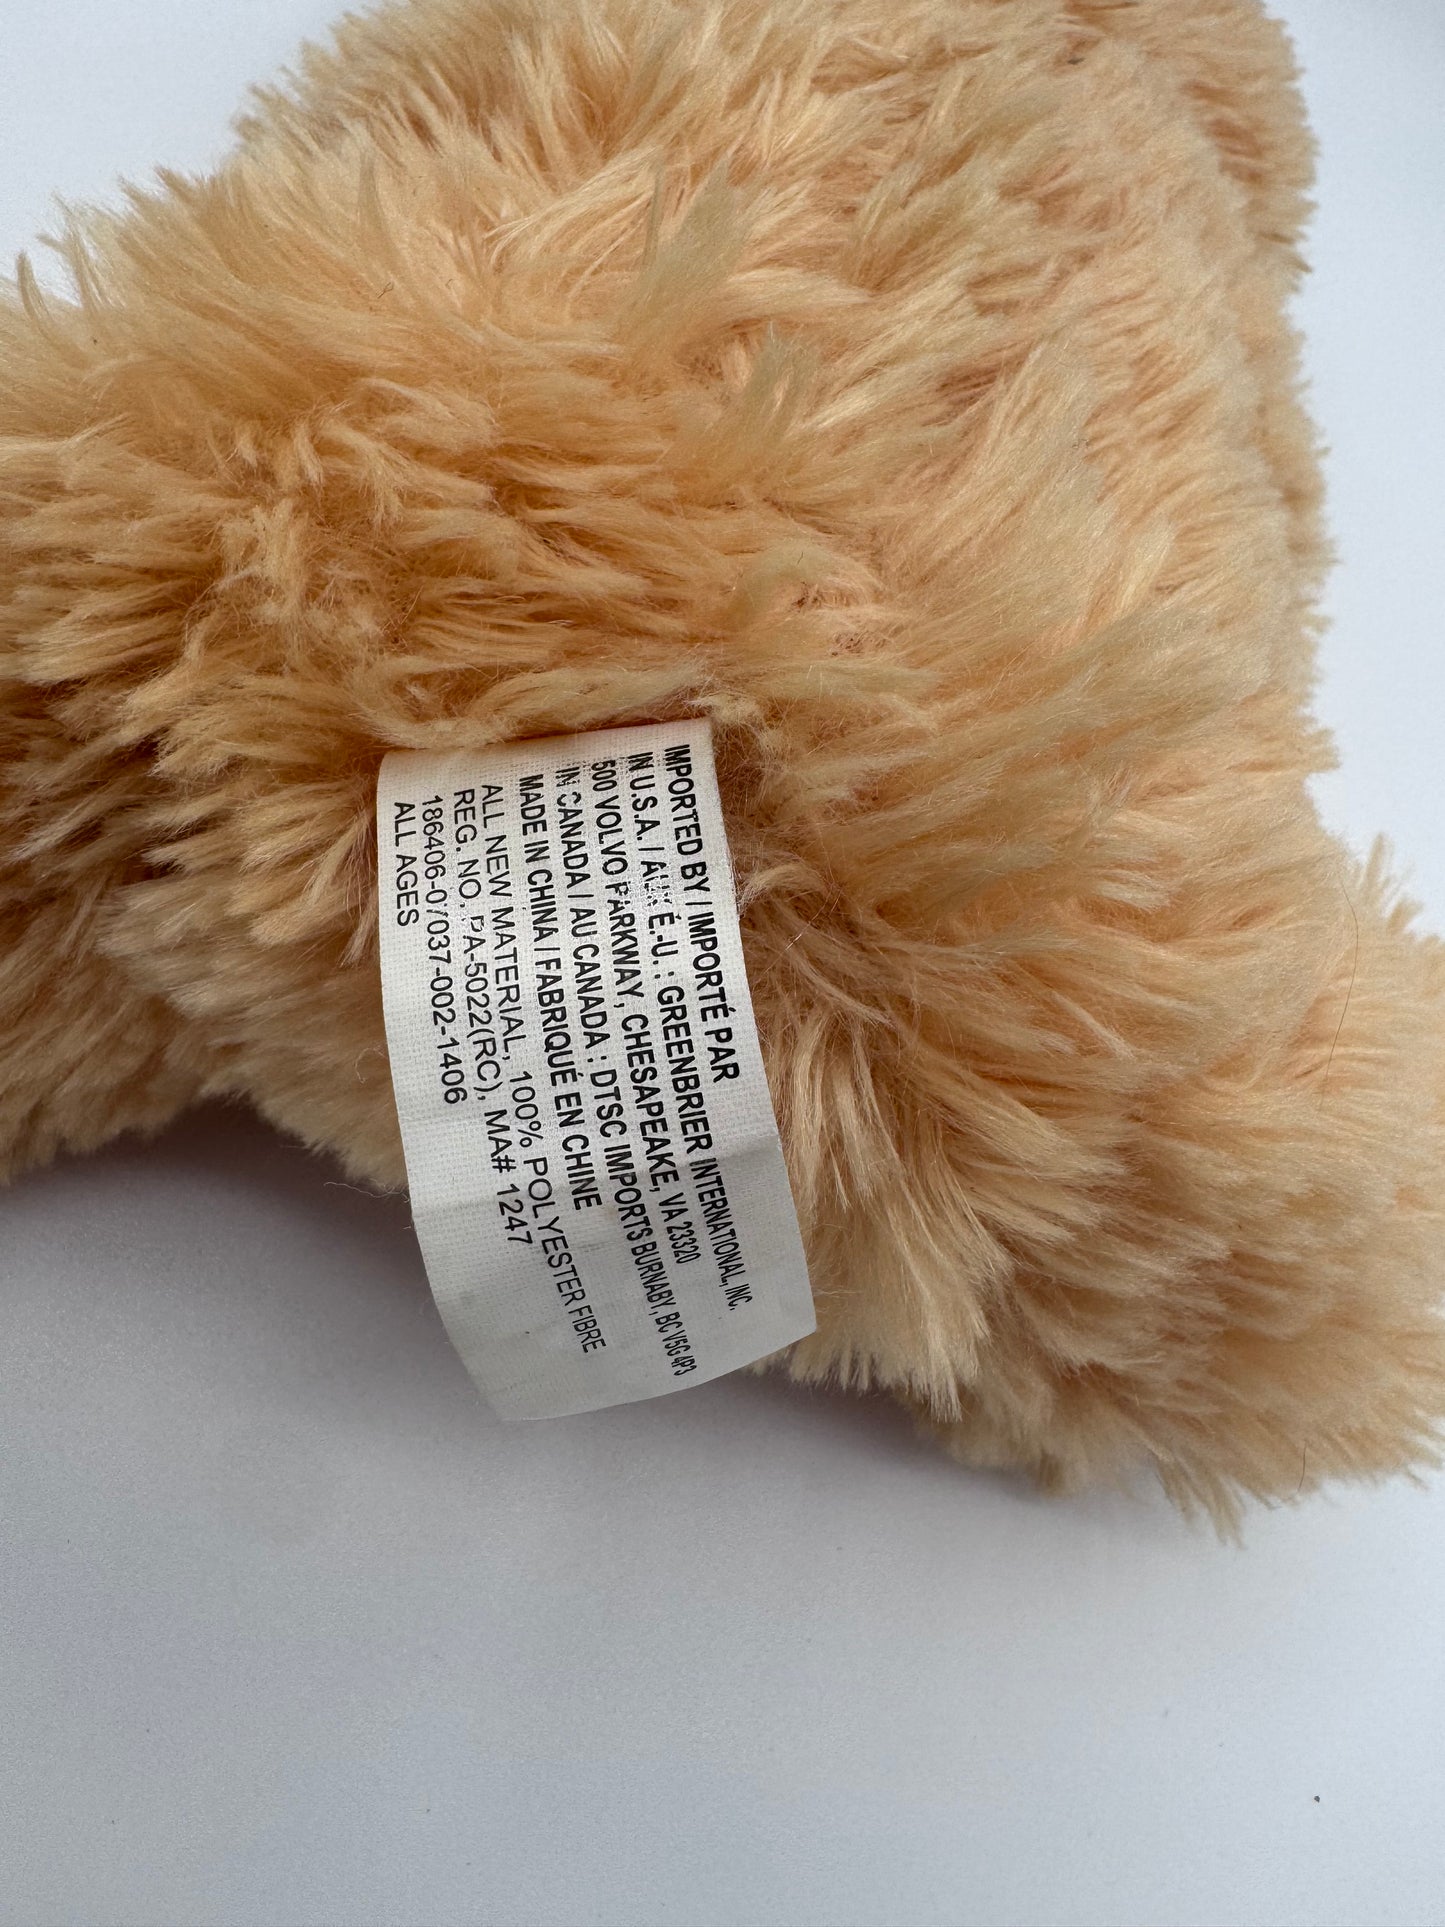 IMPORTED BY / IMPORTÉ PAR
IN U.S.A. / AUX É.-U. : GREENBRIER INTERNATIONAL, INC.
500 VOLVO PARKWAY, CHESAPEAKE, VA 23320
IN CANADA / AU CANADA : DTSC IMPORTS BURNABY, BC V5G 4P3
MADE IN CHINA / FABRIQUÉ EN CHINE
ALL NEW MATERIAL, 100% POLYESTER FIBRE
REG. NO. PA-5022(RC), MA# 1247
186406-07037-002-1406
ALL AGES